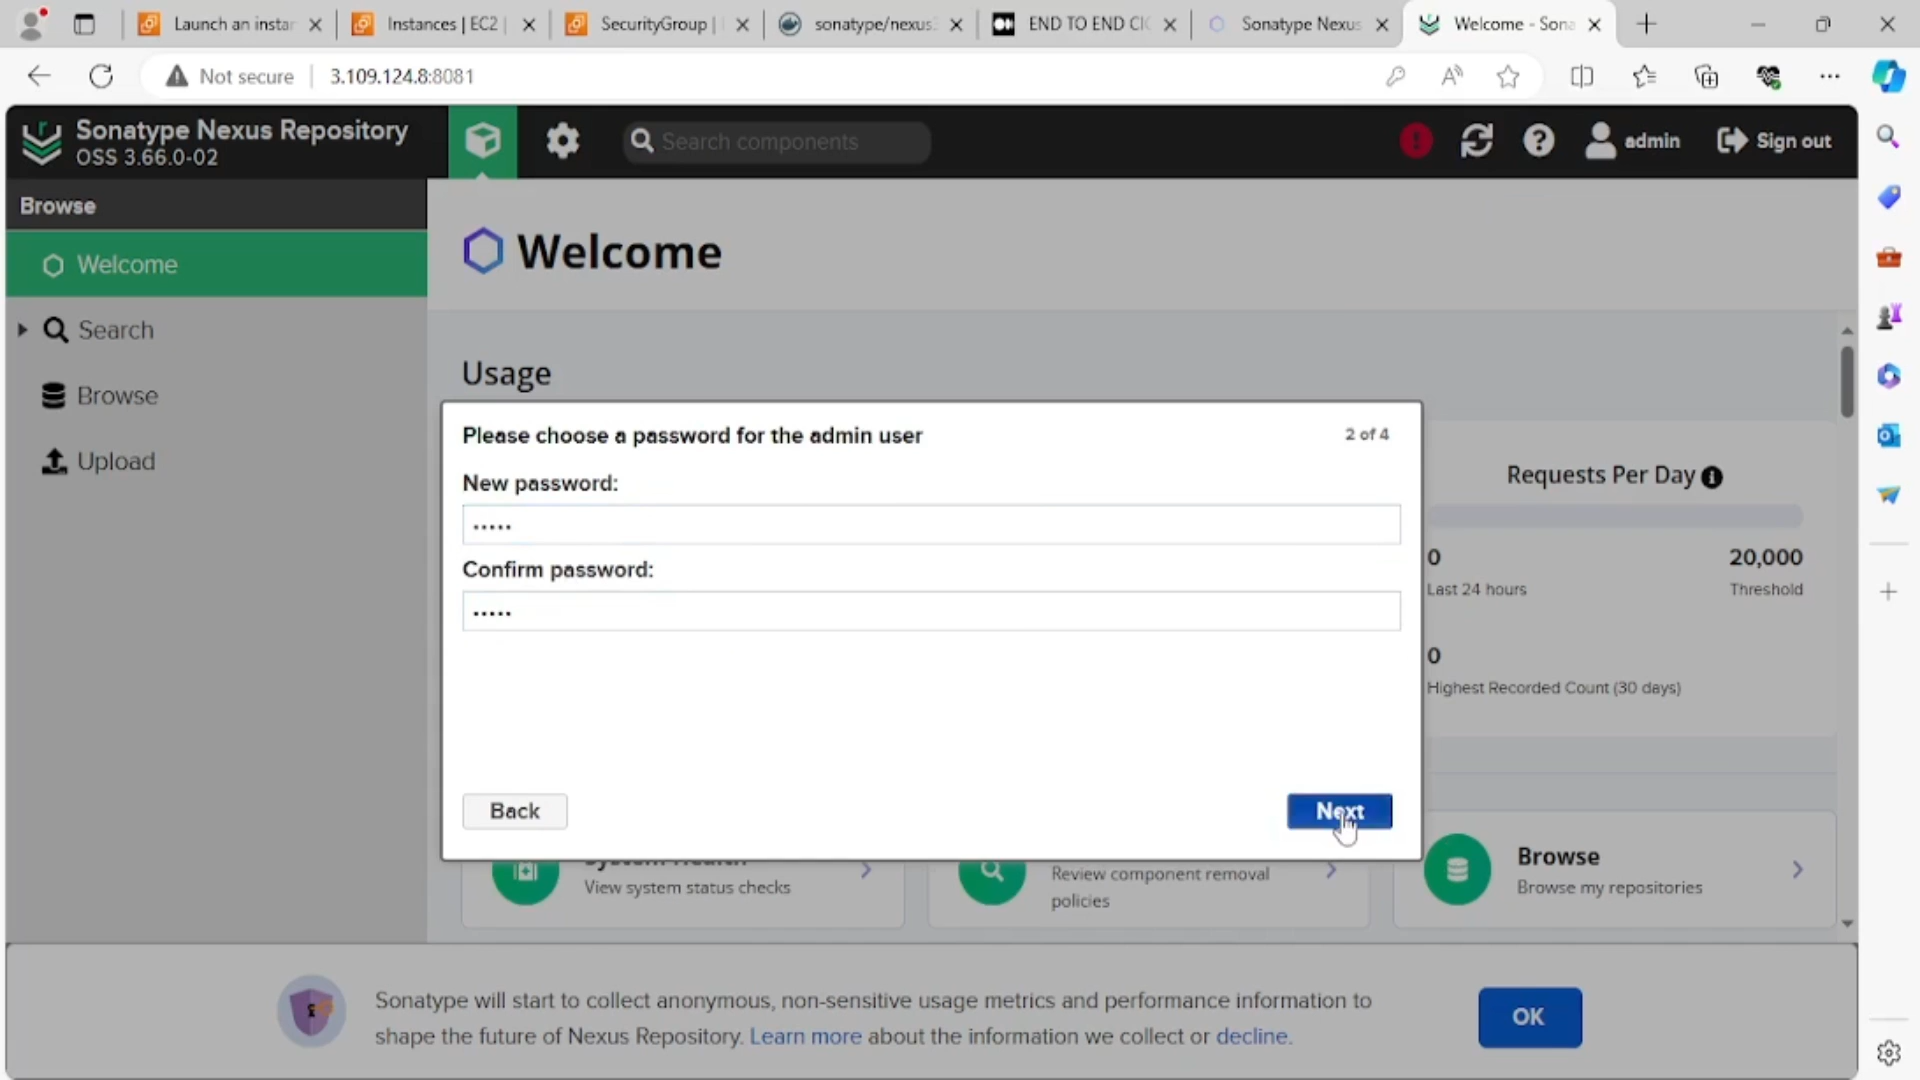 Launch an instan
Instances | EC2 |
SecurityGroup |
sonatype/nexus3
END TO END CIC
Sonatype Nexus
Welcome - Sona
Not secure
3.109.124.8:8081
Sonatype Nexus Repository
OSS 3.66.0-02
Search components
admin
Sign out
Browse
Welcome
Search
Browse
Upload
Welcome
Usage
Please choose a password for the admin user
2 of 4
New password:
•••••
Confirm password:
•••••
Back
Next
Requests Per Day
0
20,000
Last 24 hours
Threshold
0
Highest Recorded Count (30 days)
View system status checks
Review component removal
policies
Browse
Browse my repositories
Sonatype will start to collect anonymous, non-sensitive usage metrics and performance information to
shape the future of Nexus Repository. Learn more about the information we collect or decline.
OK